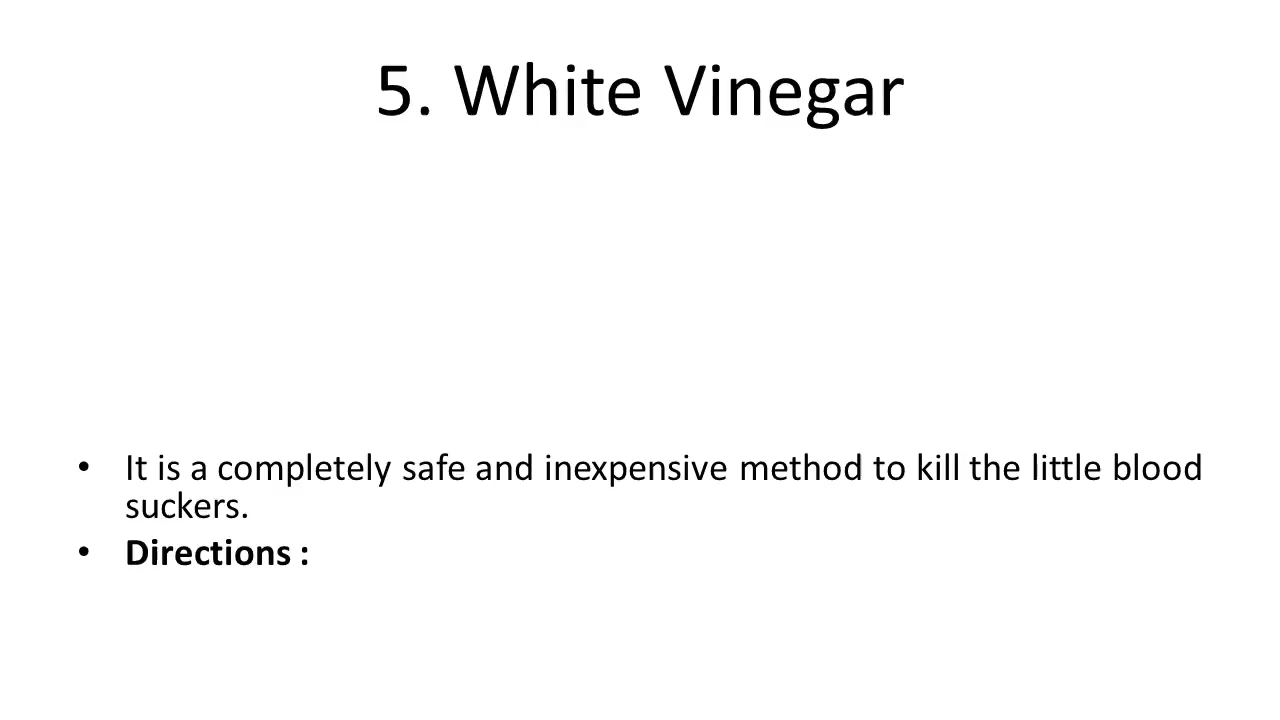 5. White Vinegar
• It is a completely safe and inexpensive method to kill the little blood
suckers.
• Directions :